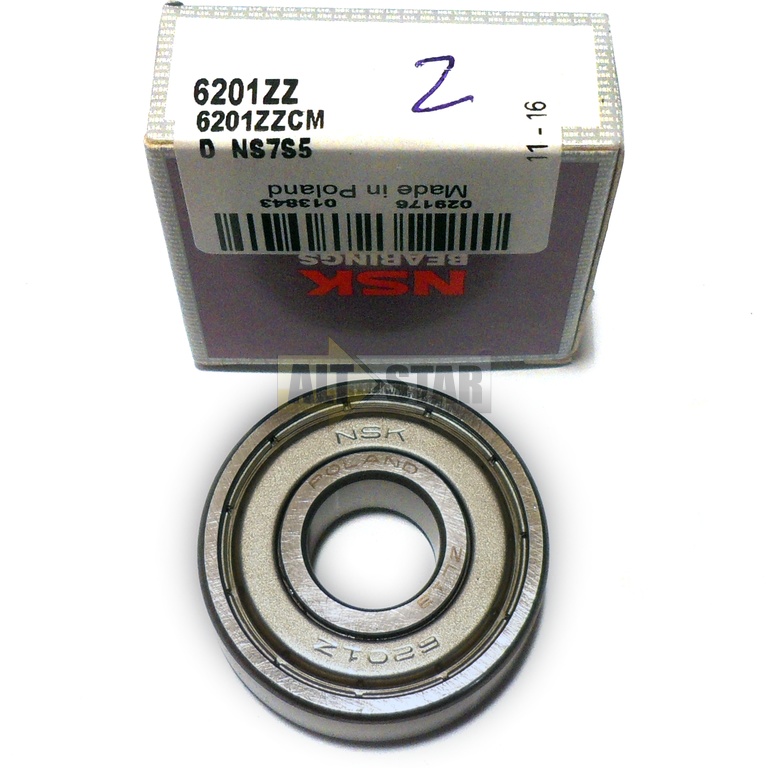 6201ZZ
6201ZZCM
D NS7S5
Z
11-16
Made in Poland
029176 013843
NSK
BEARINGS
ALT STAR
NSK
POLAND
6201Z